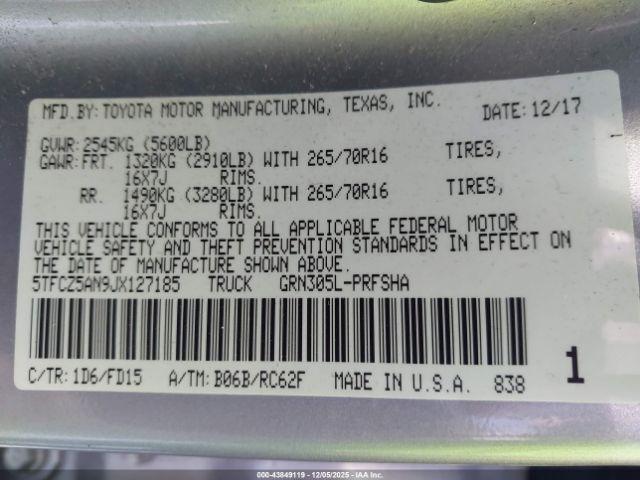 MFD.BY: TOYOTA MOTOR MANUFACTURING, TEXAS, INC. DATE: 12/17
GVWR: 2545KG (5600LB)
GAWR: FRT. 1320KG (2910LB) WITH 265/70R16 TIRES,
16X7J RIMS.
RR. 1490KG (3280LB) WITH 265/70R16 TIRES,
16X7J RIMS.
THIS VEHICLE CONFORMS TO ALL APPLICABLE FEDERAL MOTOR
VEHICLE SAFETY AND THEFT PREVENTION STANDARDS IN EFFECT ON
THE DATE OF MANUFACTURE SHOWN ABOVE.
5TFCZ5AN9JX127185 TRUCK GRN305L-PRFSHA
C/TR: 1D6/FD15 A/TM: B06B/RC62F MADE IN U.S.A. 838 1
000-43849119 | 12/05/2025 | IAAI.COM